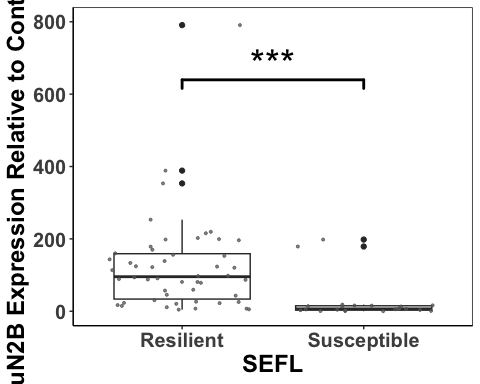 uN2B Expression Relative to Cont
800
600
400
200
0
***
Resilient
Susceptible
SEFL